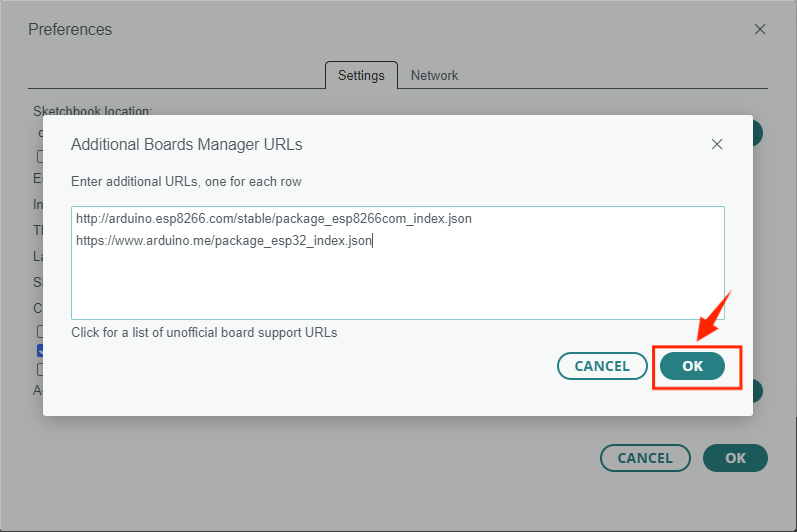 Preferences
Settings
Network
Sketchbook location:
Additional Boards Manager URLs
Enter additional URLs, one for each row
http://arduino.esp8266.com/stable/package_esp8266com_index.json
https://www.arduino.me/package_esp32_index.json
Click for a list of unofficial board support URLs
CANCEL
OK
CANCEL
OK